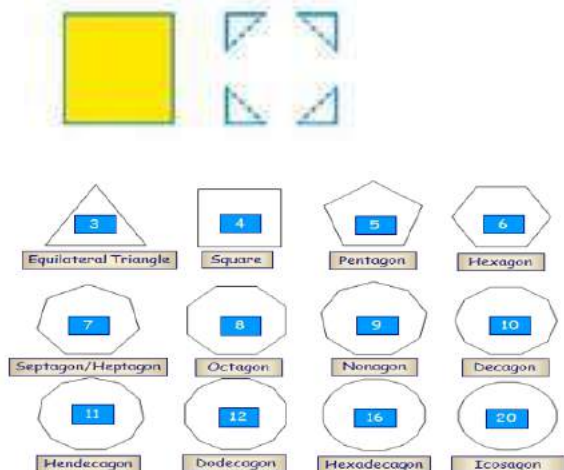 3 4 5 6
Equilateral Triangle Square Pentagon Hexagon
7 8 9 10
Septagon/Heptagon Octagon Nonagon Decagon
11 12 16 20
Hendecagon Dodecagon Hexadecagon Icosagon